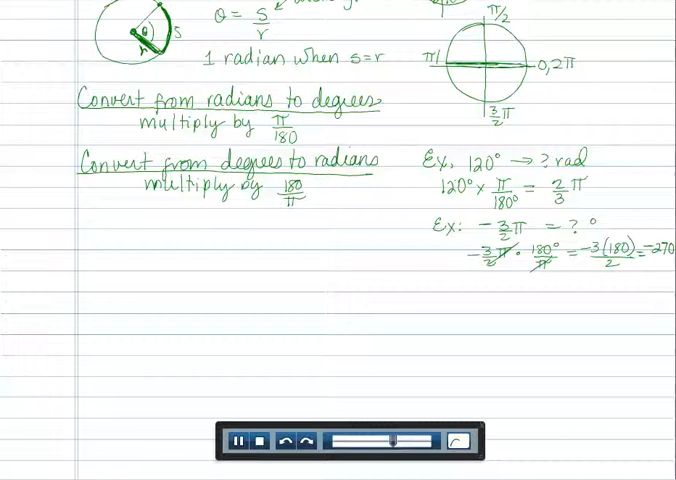 θ = s/r
θ
r
s
1 radian when s=r
π/2
π
0, 2π
3/2 π
Convert from radians to degrees
multiply by π/180
Convert from degrees to radians
multiply by 180/π
Ex, 120° → ? rad
120° × π/180° = 2/3 π
Ex: -3/2 π = ? °
-3/2 π · 180°/π = -3(180)/2 = -270